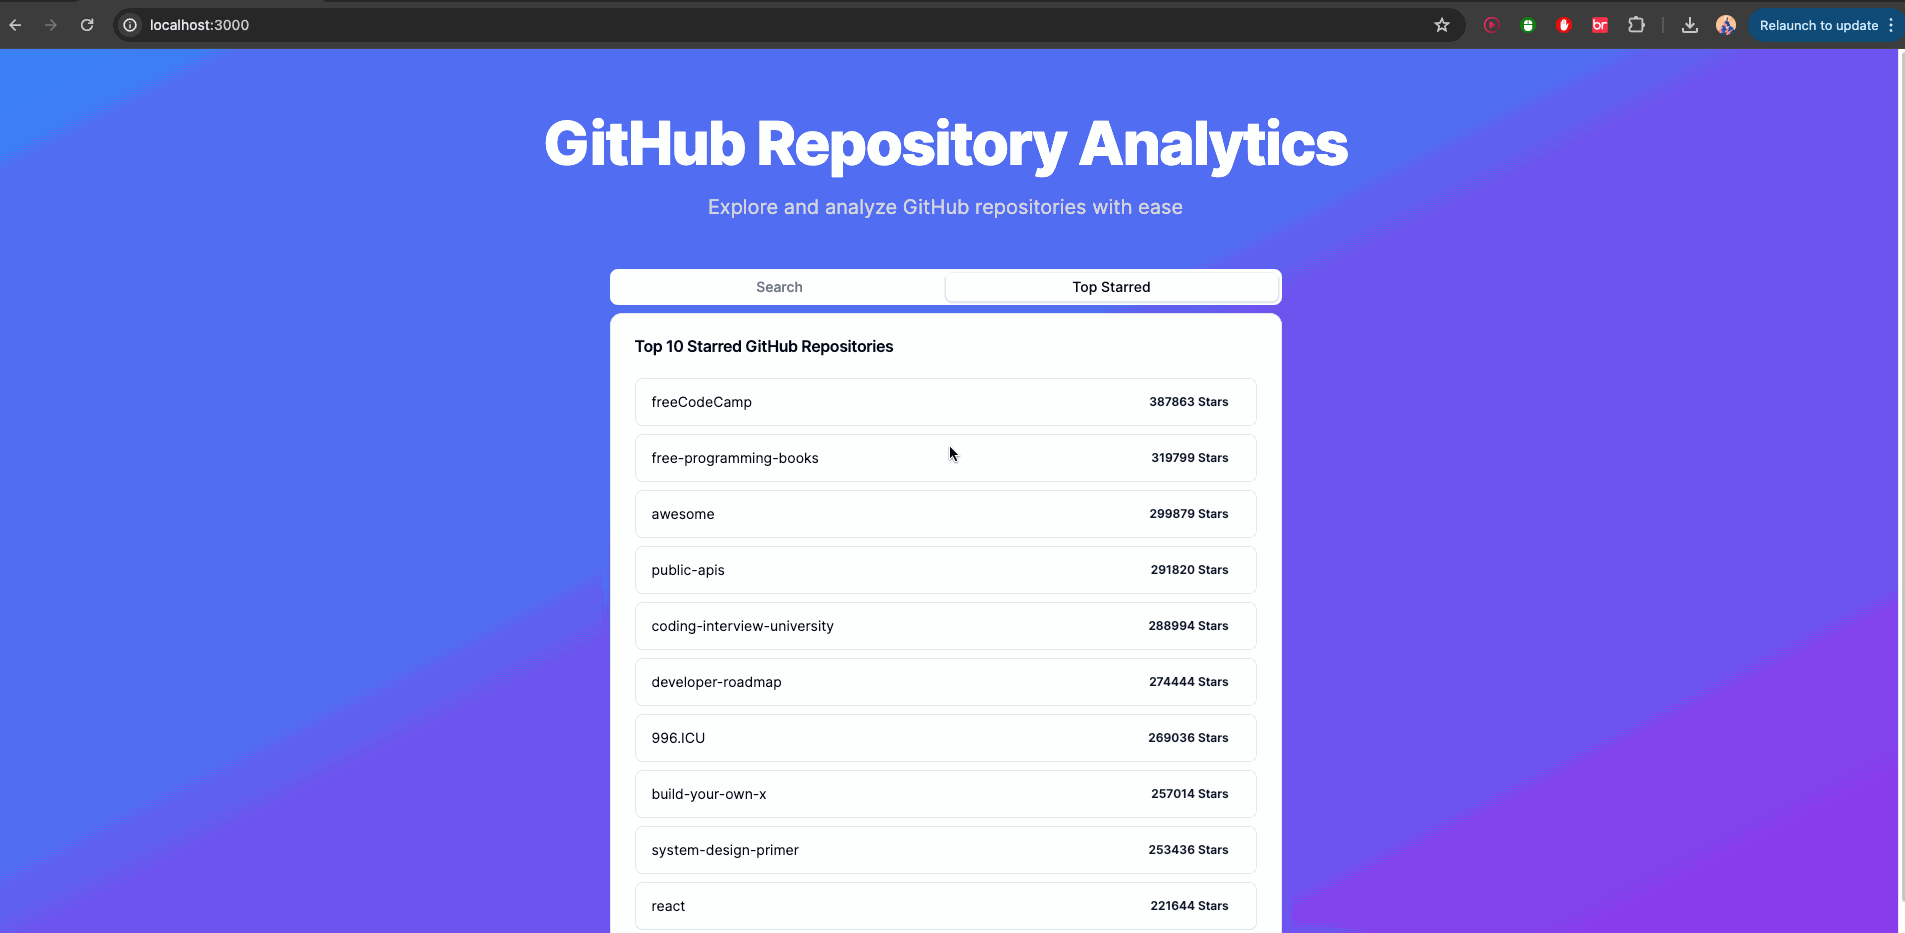 localhost:3000
br
Relaunch to update
GitHub Repository Analytics
Explore and analyze GitHub repositories with ease
Search
Top Starred
Top 10 Starred GitHub Repositories
freeCodeCamp 387863 Stars
free-programming-books 319799 Stars
awesome 299879 Stars
public-apis 291820 Stars
coding-interview-university 288994 Stars
developer-roadmap 274444 Stars
996.ICU 269036 Stars
build-your-own-x 257014 Stars
system-design-primer 253436 Stars
react 221644 Stars